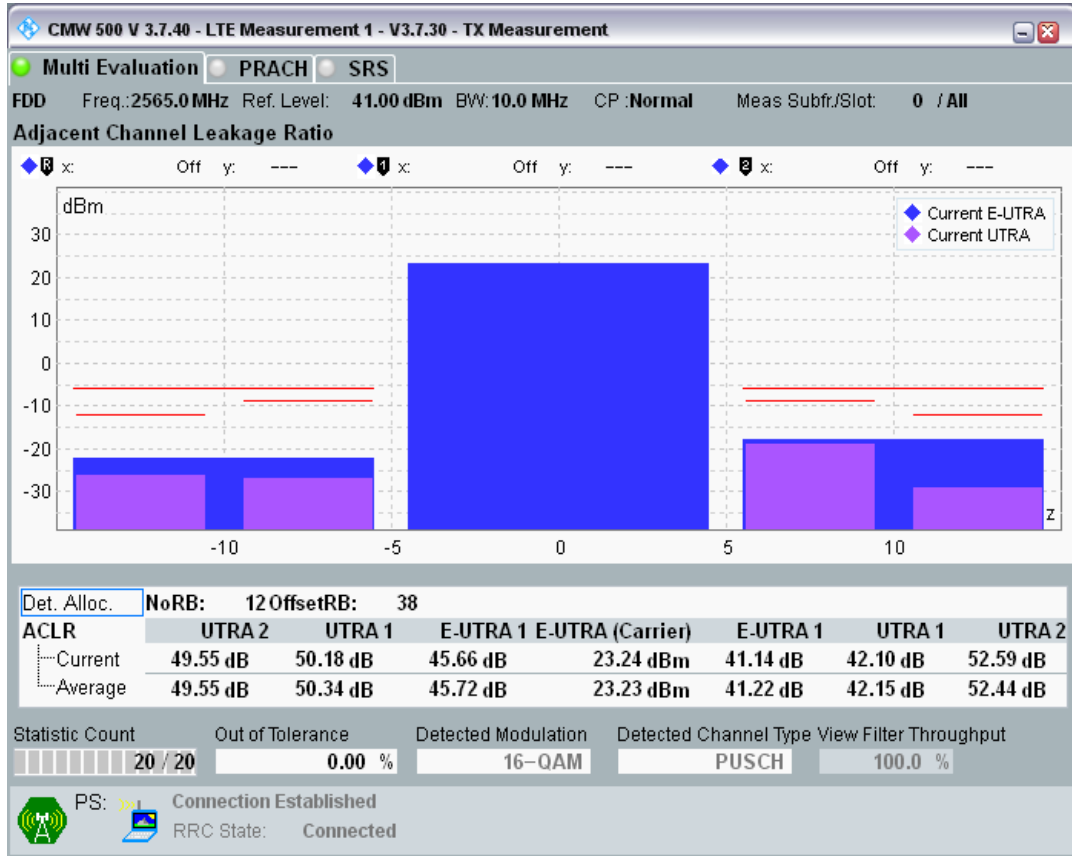 CMW 500 V 3.7.40 - LTE Measurement 1 - V3.7.30 - TX Measurement
Multi Evaluation PRACH SRS
FDD Freq.:2565.0 MHz Ref. Level: 41.00 dBm BW:10.0 MHz CP :Normal Meas Subfr./Slot: 0 / All
Adjacent Channel Leakage Ratio
R x: Off y: --- 1 x: Off y: --- 2 x: Off y: ---
dBm
Current E-UTRA
Current UTRA
30
20
10
0
-10
-20
-30
z
-10 -5 0 5 10
Det. Alloc. NoRB: 12 OffsetRB: 38
ACLR UTRA 2 UTRA 1 E-UTRA 1 E-UTRA (Carrier) E-UTRA 1 UTRA 1 UTRA 2
Current 49.55 dB 50.18 dB 45.66 dB 23.24 dBm 41.14 dB 42.10 dB 52.59 dB
Average 49.55 dB 50.34 dB 45.72 dB 23.23 dBm 41.22 dB 42.15 dB 52.44 dB
Statistic Count Out of Tolerance Detected Modulation Detected Channel Type View Filter Throughput
20 / 20 0.00 % 16-QAM PUSCH 100.0 %
PS: Connection Established
RRC State: Connected